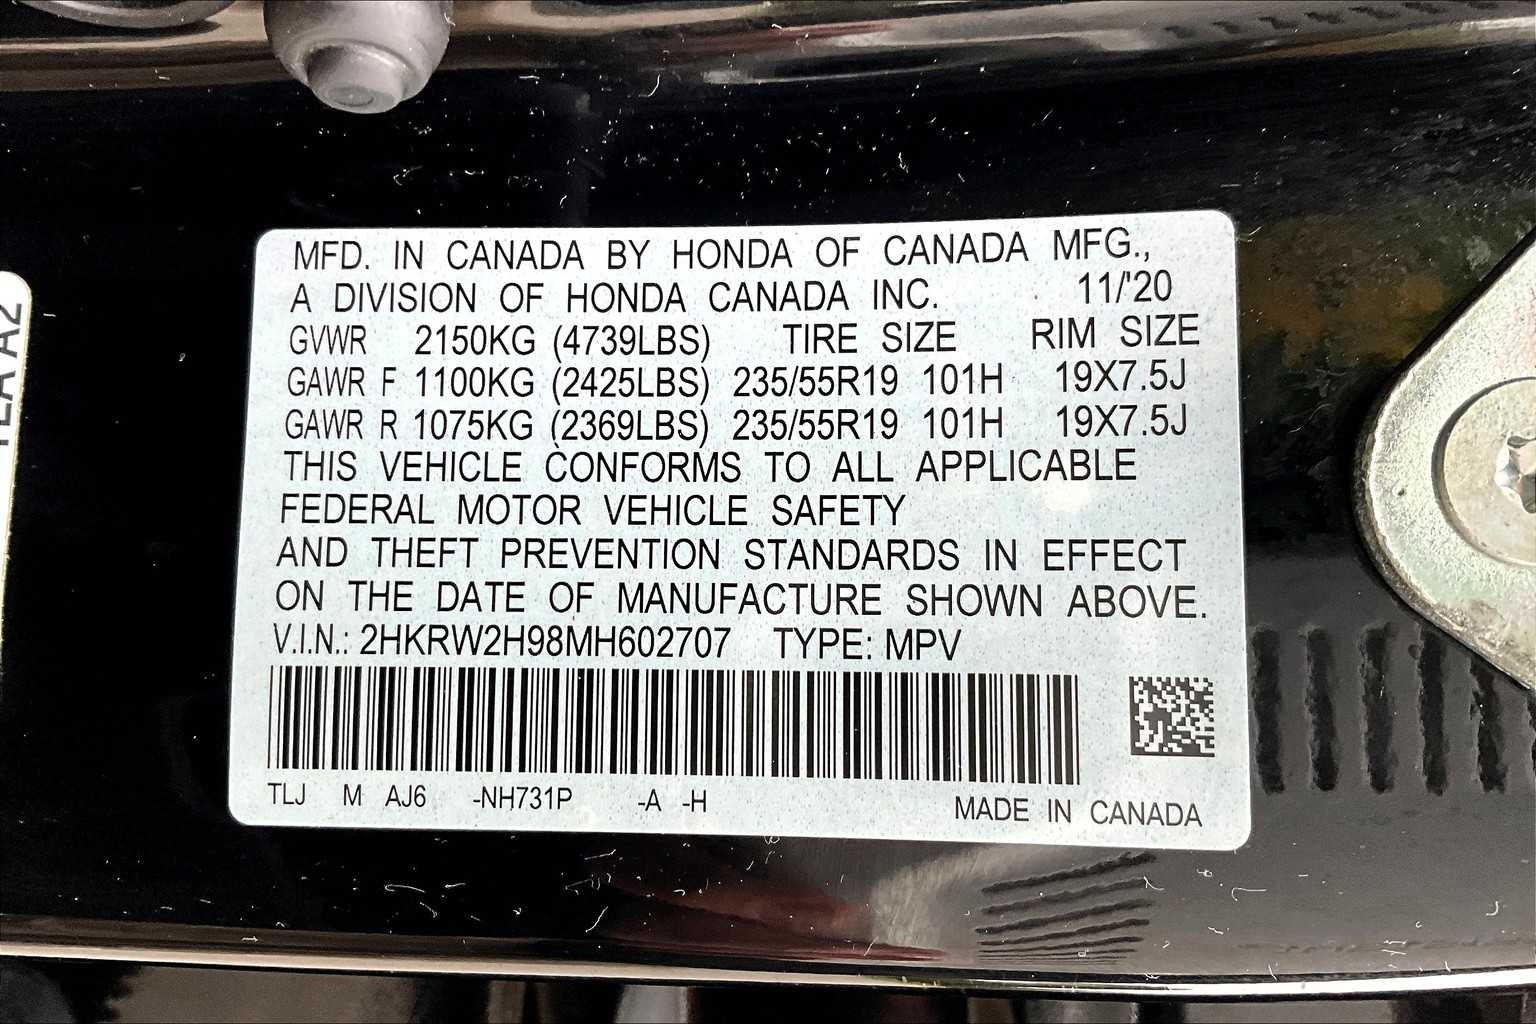 MFD. IN CANADA BY HONDA OF CANADA MFG.,
A DIVISION OF HONDA CANADA INC. 11/'20
GVWR 2150KG (4739LBS) TIRE SIZE RIM SIZE
GAWR F 1100KG (2425LBS) 235/55R19 101H 19X7.5J
GAWR R 1075KG (2369LBS) 235/55R19 101H 19X7.5J
THIS VEHICLE CONFORMS TO ALL APPLICABLE
FEDERAL MOTOR VEHICLE SAFETY
AND THEFT PREVENTION STANDARDS IN EFFECT
ON THE DATE OF MANUFACTURE SHOWN ABOVE.
V.I.N.: 2HKRW2H98MH602707 TYPE: MPV
TLJ M AJ6 -NH731P -A -H MADE IN CANADA
A2